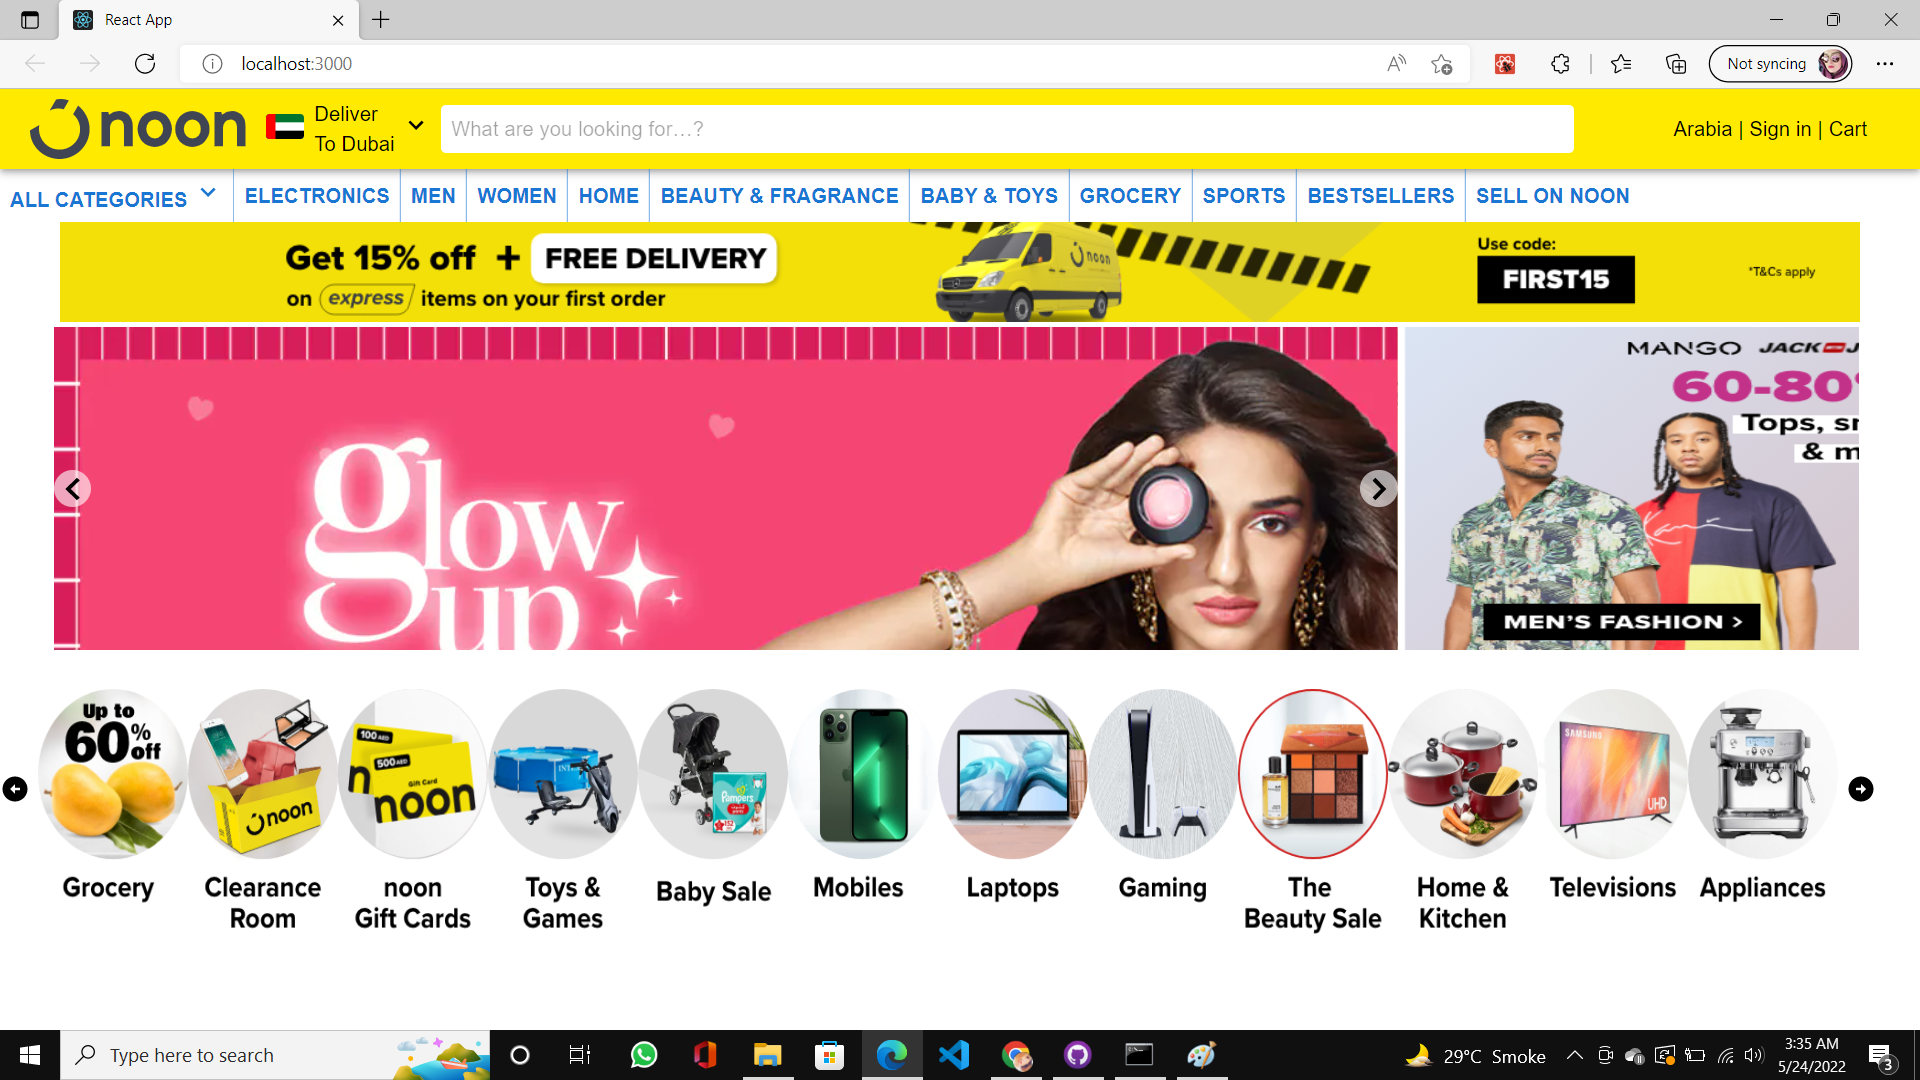 React App
localhost:3000
Not syncing
noon
Deliver
To Dubai
What are you looking for...?
Arabia | Sign in | Cart
ALL CATEGORIES
ELECTRONICS
MEN
WOMEN
HOME
BEAUTY & FRAGRANCE
BABY & TOYS
GROCERY
SPORTS
BESTSELLERS
SELL ON NOON
Get 15% off + FREE DELIVERY
on express items on your first order
noon
Use code:
FIRST15
*T&Cs apply
glow
up
MANGO JACK
60-80
Tops,
& m
MEN'S FASHION >
Up to
60%
off
noon
100 AED
500 AED
Gift Card
noon
INTEX
Pampers
152
SAMSUNG
UHD
Grocery
Clearance
Room
noon
Gift Cards
Toys &
Games
Baby Sale
Mobiles
Laptops
Gaming
The
Beauty Sale
Home &
Kitchen
Televisions
Appliances
Type here to search
29°C Smoke
3:35 AM
5/24/2022
3